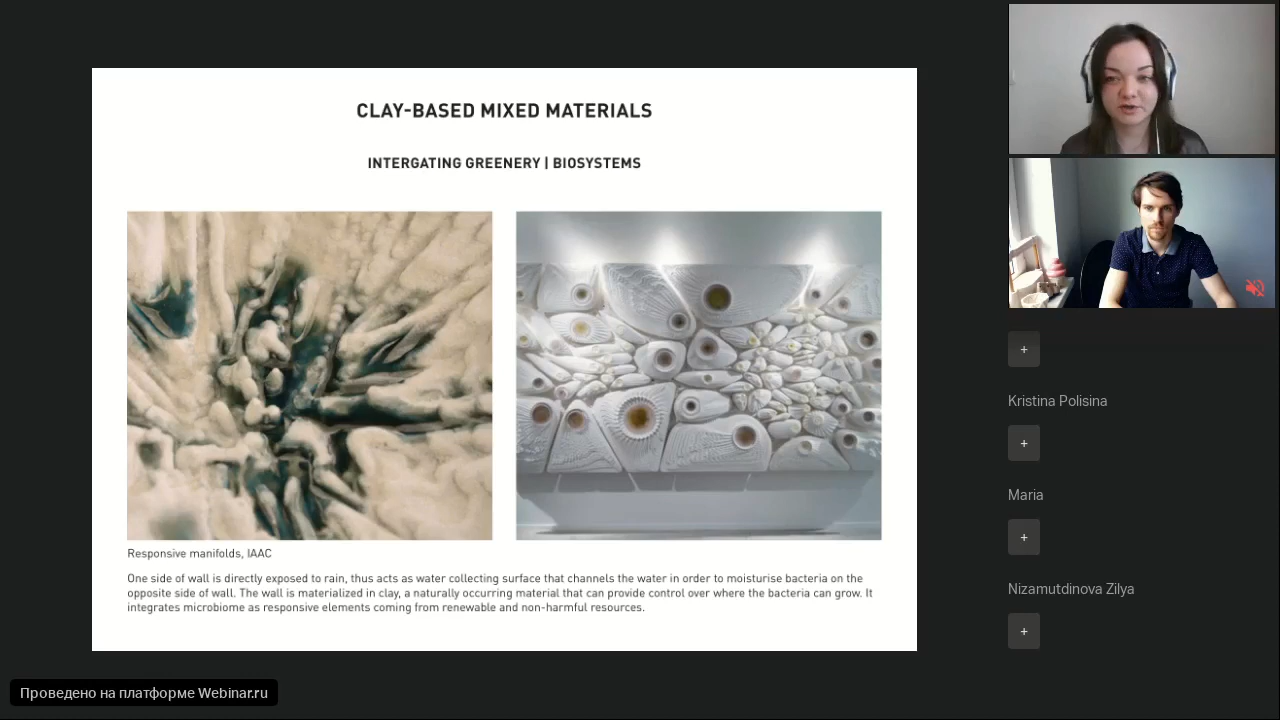 CLAY-BASED MIXED MATERIALS
INTERGATING GREENERY | BIOSYSTEMS
Responsive manifolds, IAAC
One side of wall is directly exposed to rain, thus acts as water collecting surface that channels the water in order to moisturise bacteria on the
opposite side of wall. The wall is materialized in clay, a naturally occurring material that can provide control over where the bacteria can grow. It
integrates microbiome as responsive elements coming from renewable and non-harmful resources.
+
Kristina Polisina
+
Maria
+
Nizamutdinova Zilya
+
Проведено на платформе Webinar.ru